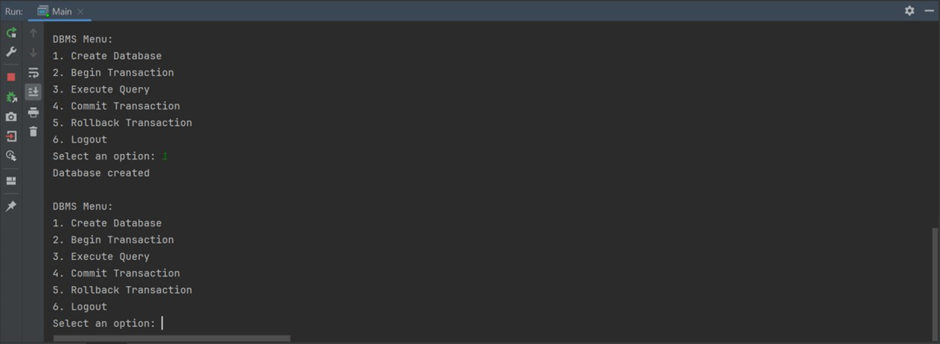 Run: Main
DBMS Menu:
1. Create Database
2. Begin Transaction
3. Execute Query
4. Commit Transaction
5. Rollback Transaction
6. Logout
Select an option: 1
Database created
DBMS Menu:
1. Create Database
2. Begin Transaction
3. Execute Query
4. Commit Transaction
5. Rollback Transaction
6. Logout
Select an option: